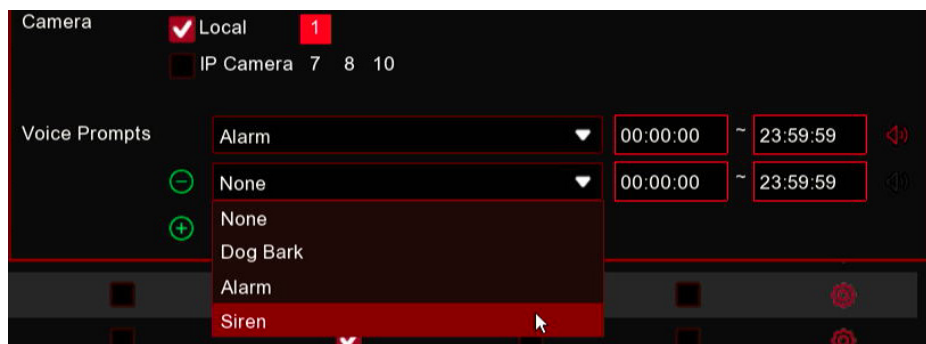 Camera Local 1
IP Camera 7 8 10
Voice Prompts Alarm 00:00:00 ~ 23:59:59
None 00:00:00 ~ 23:59:59
None
Dog Bark
Alarm
Siren